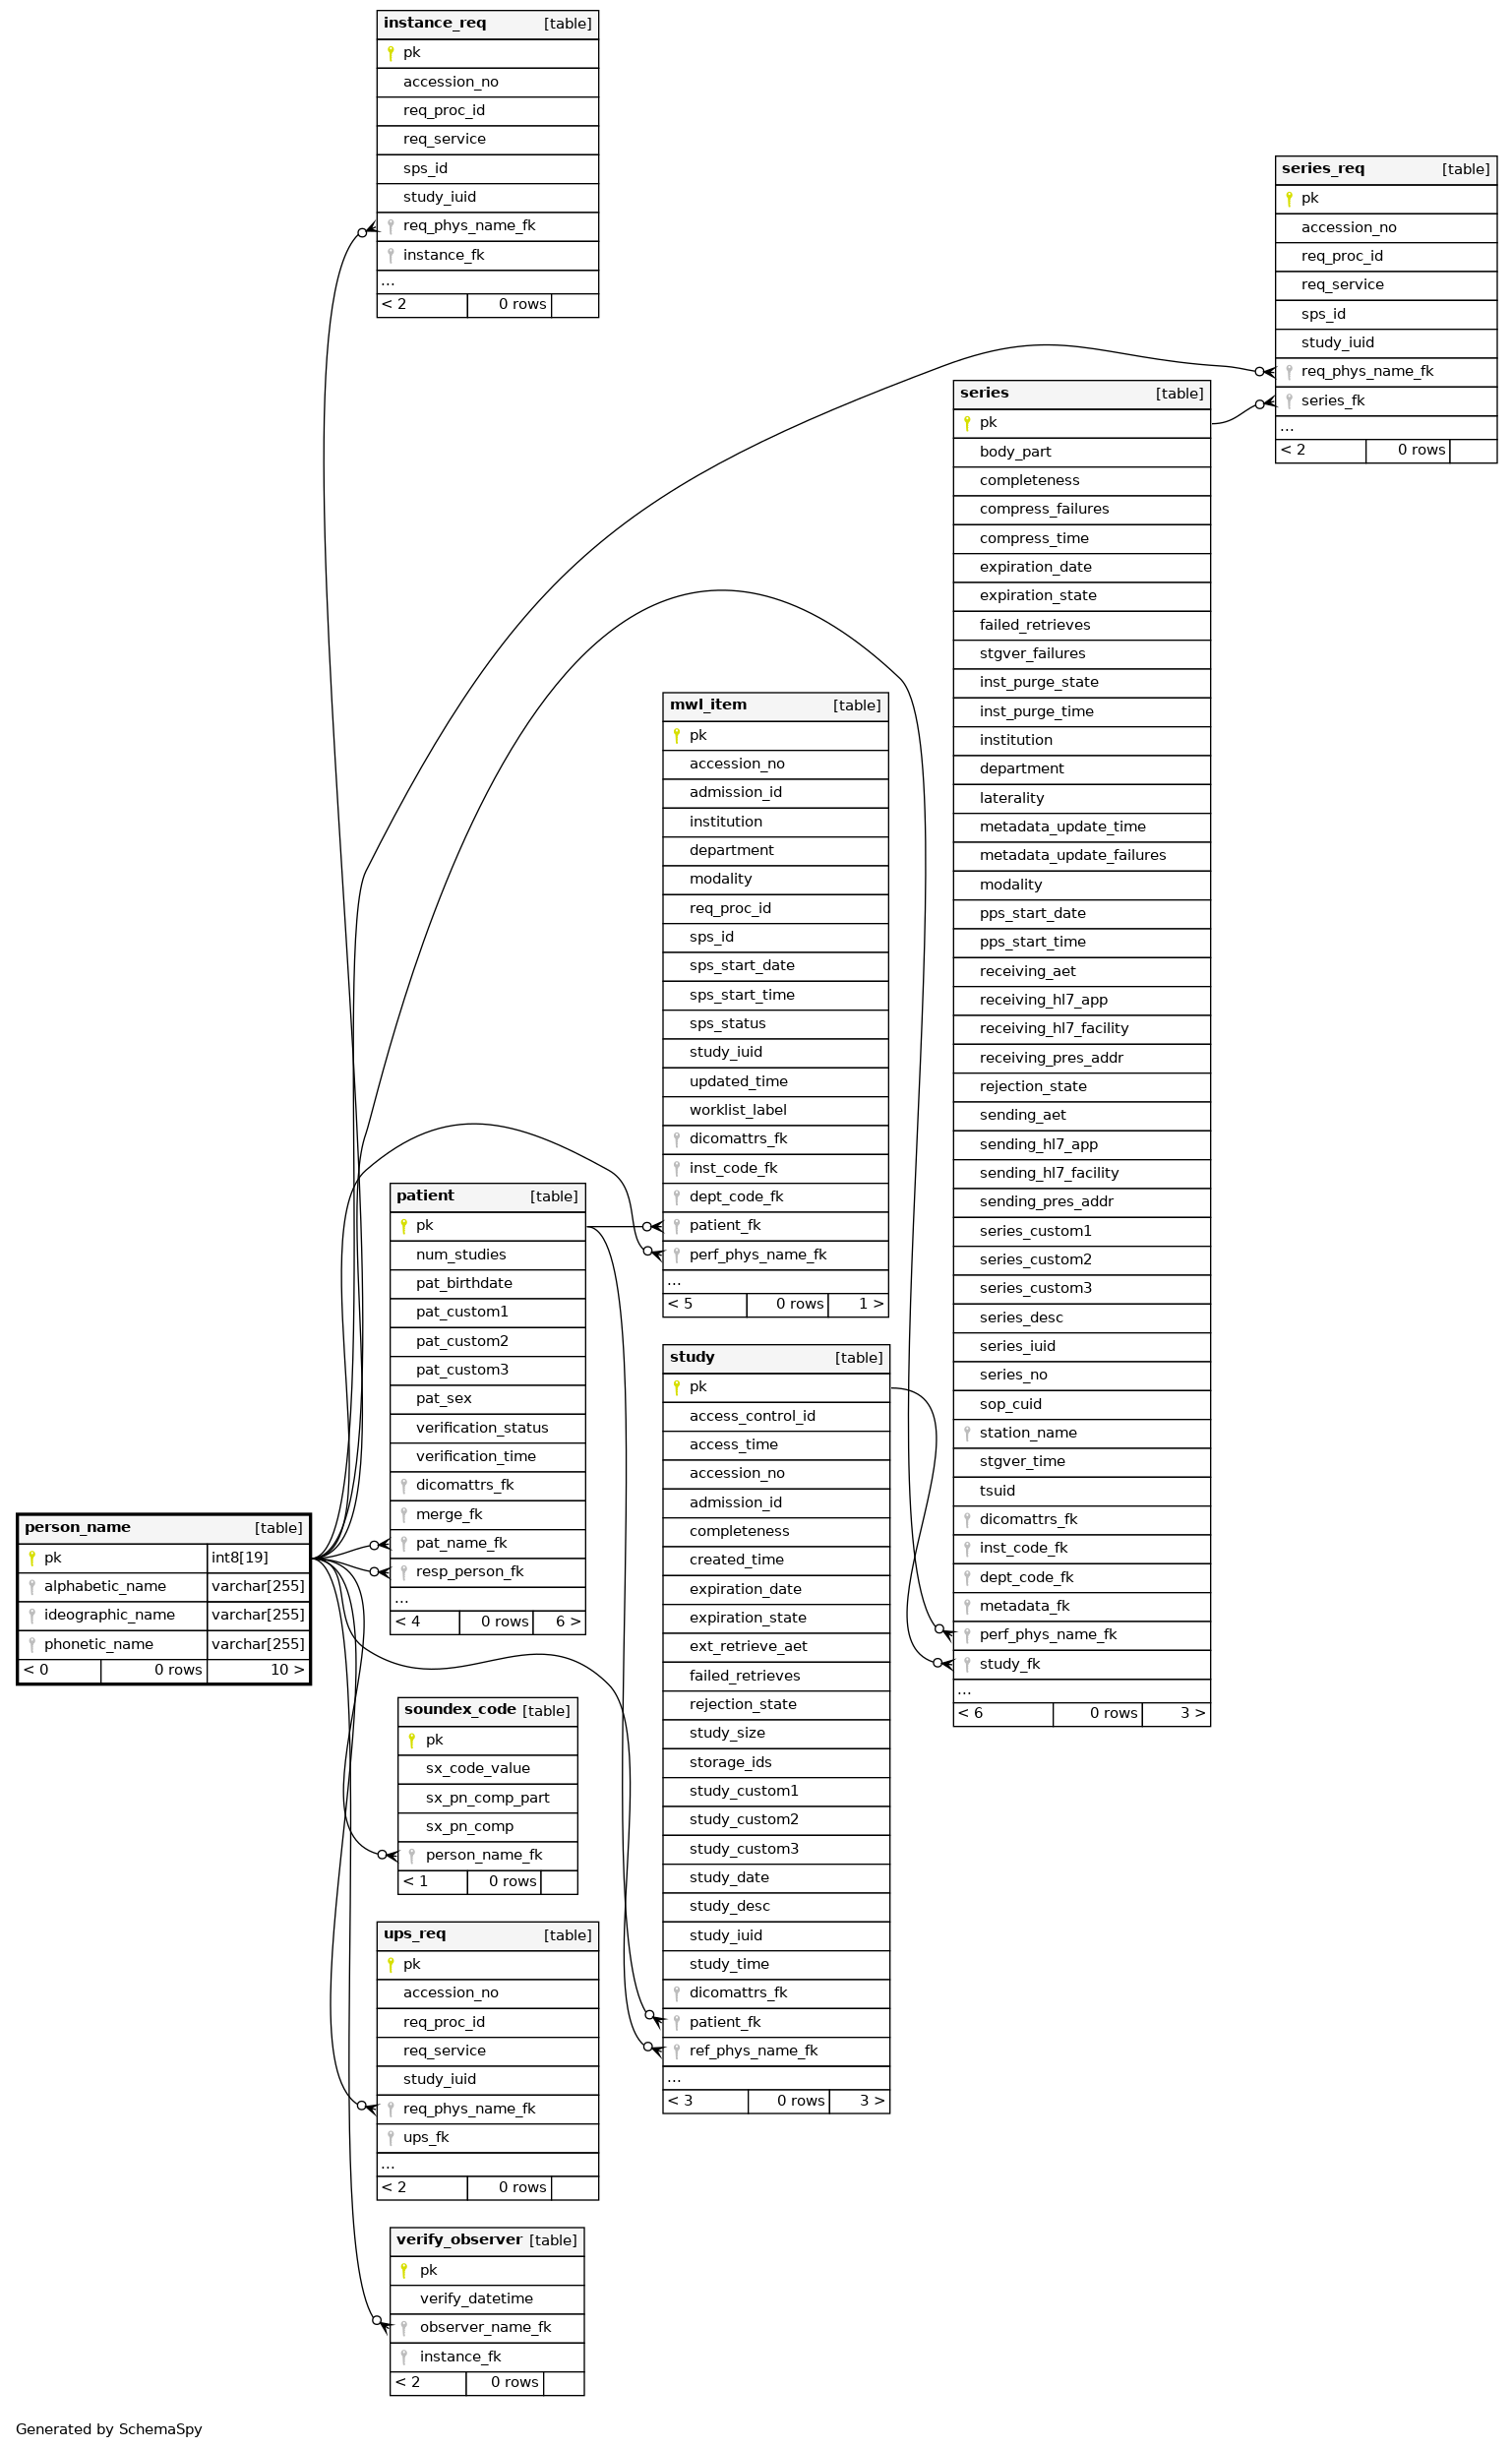 instance_req [table]
pk
accession_no
req_proc_id
req_service
sps_id
study_iuid
req_phys_name_fk
instance_fk
...
< 2 0 rows
series_req [table]
pk
accession_no
req_proc_id
req_service
sps_id
study_iuid
req_phys_name_fk
series_fk
...
< 2 0 rows
series [table]
pk
body_part
completeness
compress_failures
compress_time
expiration_date
expiration_state
failed_retrieves
stgver_failures
inst_purge_state
inst_purge_time
institution
department
laterality
metadata_update_time
metadata_update_failures
modality
pps_start_date
pps_start_time
receiving_aet
receiving_hl7_app
receiving_hl7_facility
receiving_pres_addr
rejection_state
sending_aet
sending_hl7_app
sending_hl7_facility
sending_pres_addr
series_custom1
series_custom2
series_custom3
series_desc
series_iuid
series_no
sop_cuid
station_name
stgver_time
tsuid
dicomattrs_fk
inst_code_fk
dept_code_fk
metadata_fk
perf_phys_name_fk
study_fk
...
< 6 0 rows 3 >
mwl_item [table]
pk
accession_no
admission_id
institution
department
modality
req_proc_id
sps_id
sps_start_date
sps_start_time
sps_status
study_iuid
updated_time
worklist_label
dicomattrs_fk
inst_code_fk
dept_code_fk
patient_fk
perf_phys_name_fk
...
< 5 0 rows 1 >
patient [table]
pk
num_studies
pat_birthdate
pat_custom1
pat_custom2
pat_custom3
pat_sex
verification_status
verification_time
dicomattrs_fk
merge_fk
pat_name_fk
resp_person_fk
...
< 4 0 rows 6 >
study [table]
pk
access_control_id
access_time
accession_no
admission_id
completeness
created_time
expiration_date
expiration_state
ext_retrieve_aet
failed_retrieves
rejection_state
study_size
storage_ids
study_custom1
study_custom2
study_custom3
study_date
study_desc
study_iuid
study_time
dicomattrs_fk
patient_fk
ref_phys_name_fk
...
< 3 0 rows 3 >
person_name [table]
pk int8[19]
alphabetic_name varchar[255]
ideographic_name varchar[255]
phonetic_name varchar[255]
< 0 0 rows 10 >
soundex_code [table]
pk
sx_code_value
sx_pn_comp_part
sx_pn_comp
person_name_fk
< 1 0 rows
ups_req [table]
pk
accession_no
req_proc_id
req_service
study_iuid
req_phys_name_fk
ups_fk
...
< 2 0 rows
verify_observer [table]
pk
verify_datetime
observer_name_fk
instance_fk
< 2 0 rows
Generated by SchemaSpy